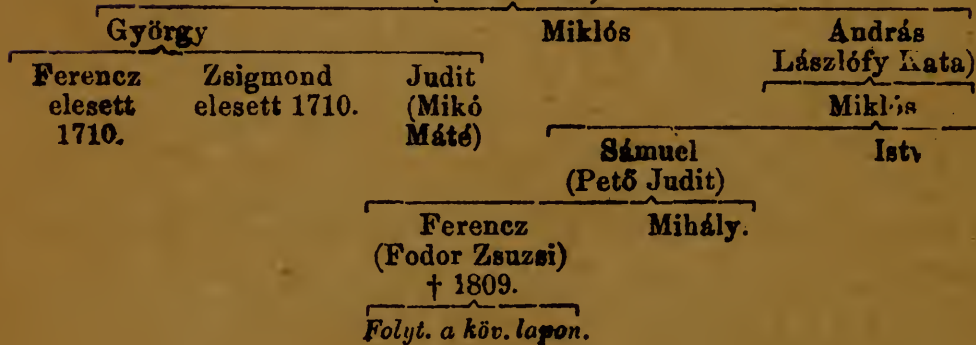 György Miklós András
Lászlófy Kata)
Ferencz Zsigmond Judit
elesett elesett 1710. (Mikó
1710. Máté)
Miklós
Sámuel
(Pető Judit)
Ferencz Mihály.
(Fodor Zsuzsi)
† 1809.
Folyt. a köv. lapon.